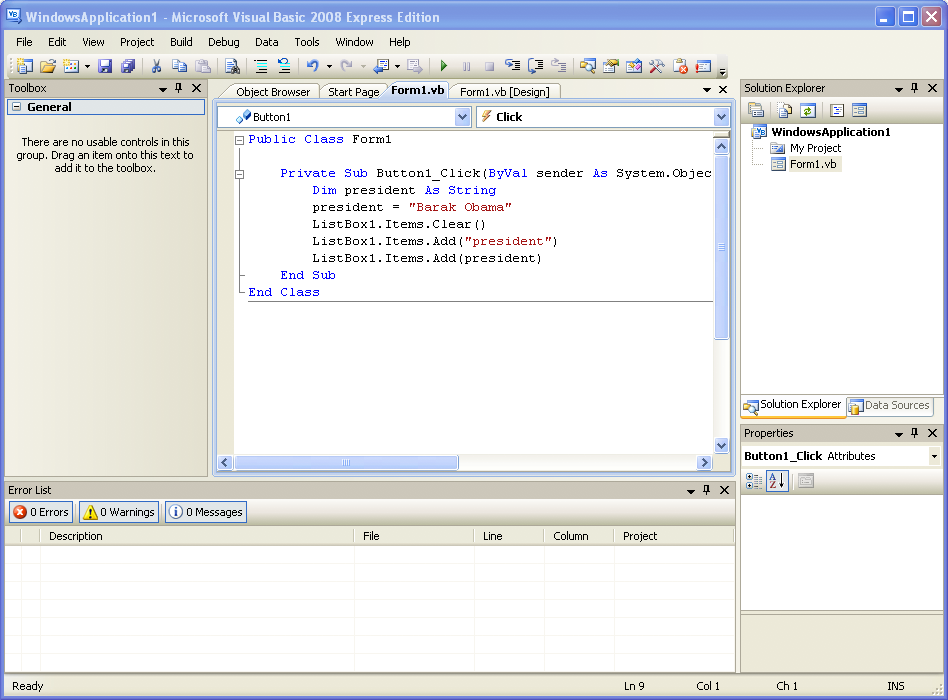 WindowsApplication1 - Microsoft Visual Basic 2008 Express Edition
File Edit View Project Build Debug Data Tools Window Help
Toolbox
General
There are no usable controls in this
group. Drag an item onto this text to
add it to the toolbox.
Object Browser Start Page Form1.vb Form1.vb [Design]
Button1 Click
Public Class Form1
Private Sub Button1_Click(ByVal sender As System.Objec
Dim president As String
president = "Barak Obama"
ListBox1.Items.Clear()
ListBox1.Items.Add("president")
ListBox1.Items.Add(president)
End Sub
End Class
Solution Explorer
WindowsApplication1
My Project
Form1.vb
Solution Explorer Data Sources
Properties
Button1_Click Attributes
Error List
0 Errors 0 Warnings 0 Messages
Description File Line Column Project
Ready Ln 9 Col 1 Ch 1 INS